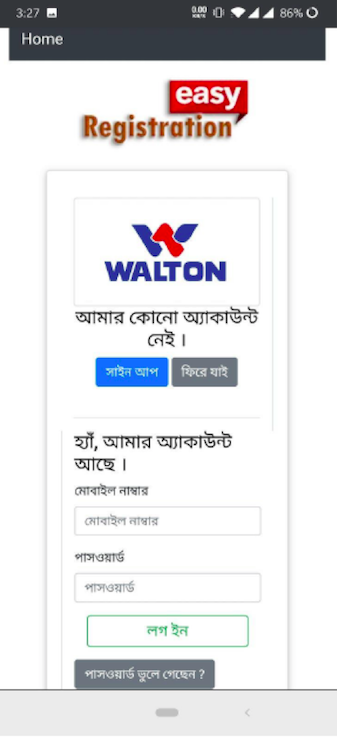 3:27
0.00
KB/S
86%
Home
easy
Registration
WALTON
আমার কোনো অ্যাকাউন্ট
নেই ।
সাইন আপ
ফিরে যাই
হ্যাঁ, আমার অ্যাকাউন্ট
আছে ।
মোবাইল নাম্বার
মোবাইল নাম্বার
পাসওয়ার্ড
পাসওয়ার্ড
লগ ইন
পাসওয়ার্ড ভুলে গেছেন ?